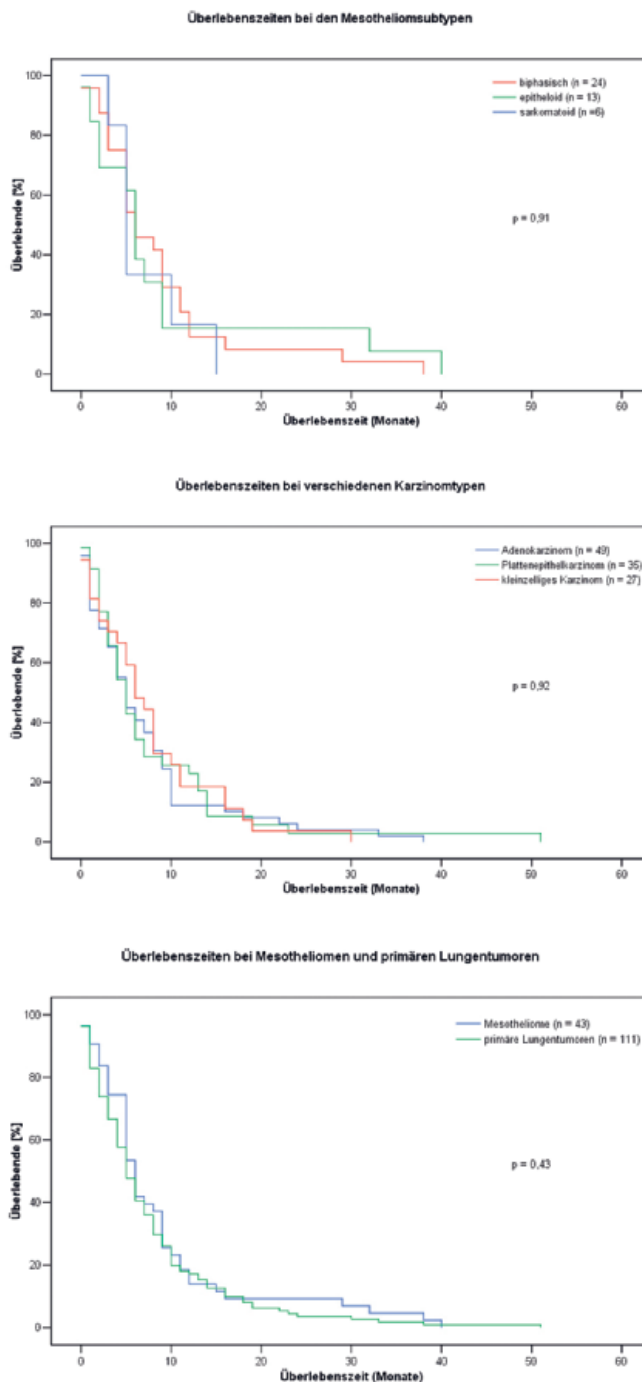 Überlebenszeiten bei den Mesotheliomsubtypen
100
80
60
40
20
0
Überlebende [%]
biphasisch (n = 24)
epitheloid (n = 13)
sarkomatoid (n =6)
p = 0,91
0 10 20 30 40 50 60
Überlebenszeit (Monate)
Überlebenszeiten bei verschiedenen Karzinomtypen
100
80
60
40
20
0
Überlebende [%]
Adenokarzinom (n = 49)
Plattenepithelkarzinom (n = 35)
kleinzelliges Karzinom (n = 27)
p = 0,92
0 10 20 30 40 50 60
Überlebenszeit (Monate)
Überlebenszeiten bei Mesotheliomen und primären Lungentumoren
100
80
60
40
20
0
Überlebende [%]
Mesotheliome (n = 43)
primäre Lungentumoren (n = 111)
p = 0,43
0 10 20 30 40 50 60
Überlebenszeit (Monate)